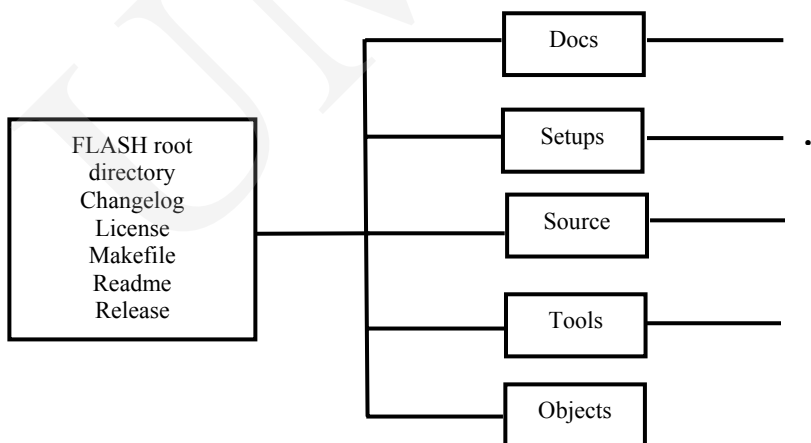 FLASH root
directory
Changelog
License
Makefile
Readme
Release
Docs
Setups
.
Source
Tools
Objects